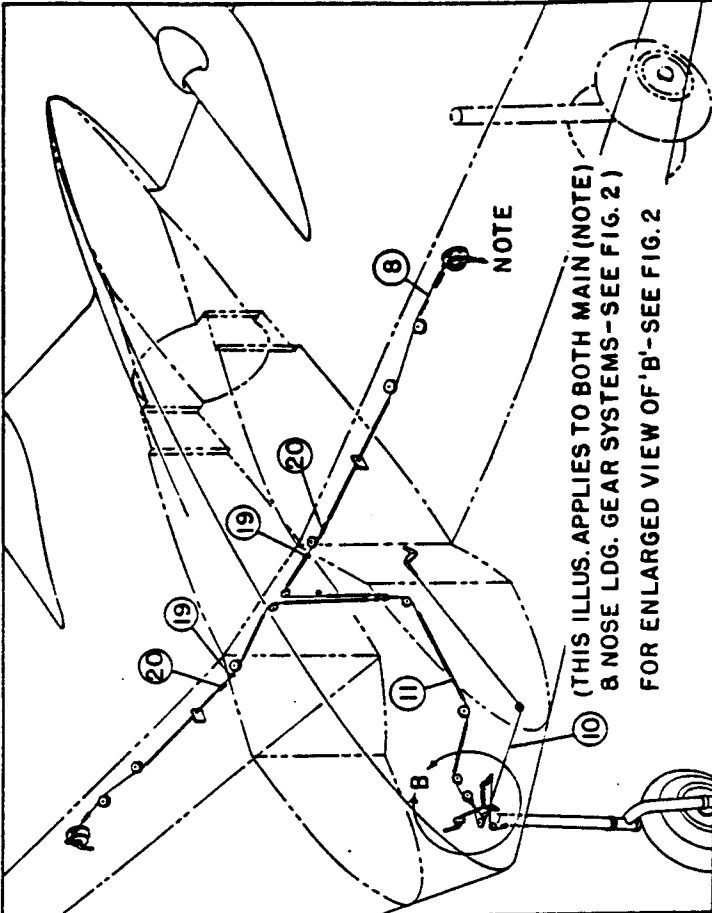 NOTE
8
20
19
19
20
11
B
10
(THIS ILLUS. APPLIES TO BOTH MAIN (NOTE)
& NOSE LDG. GEAR SYSTEMS-SEE FIG. 2)
FOR ENLARGED VIEW OF 'B'-SEE FIG. 2